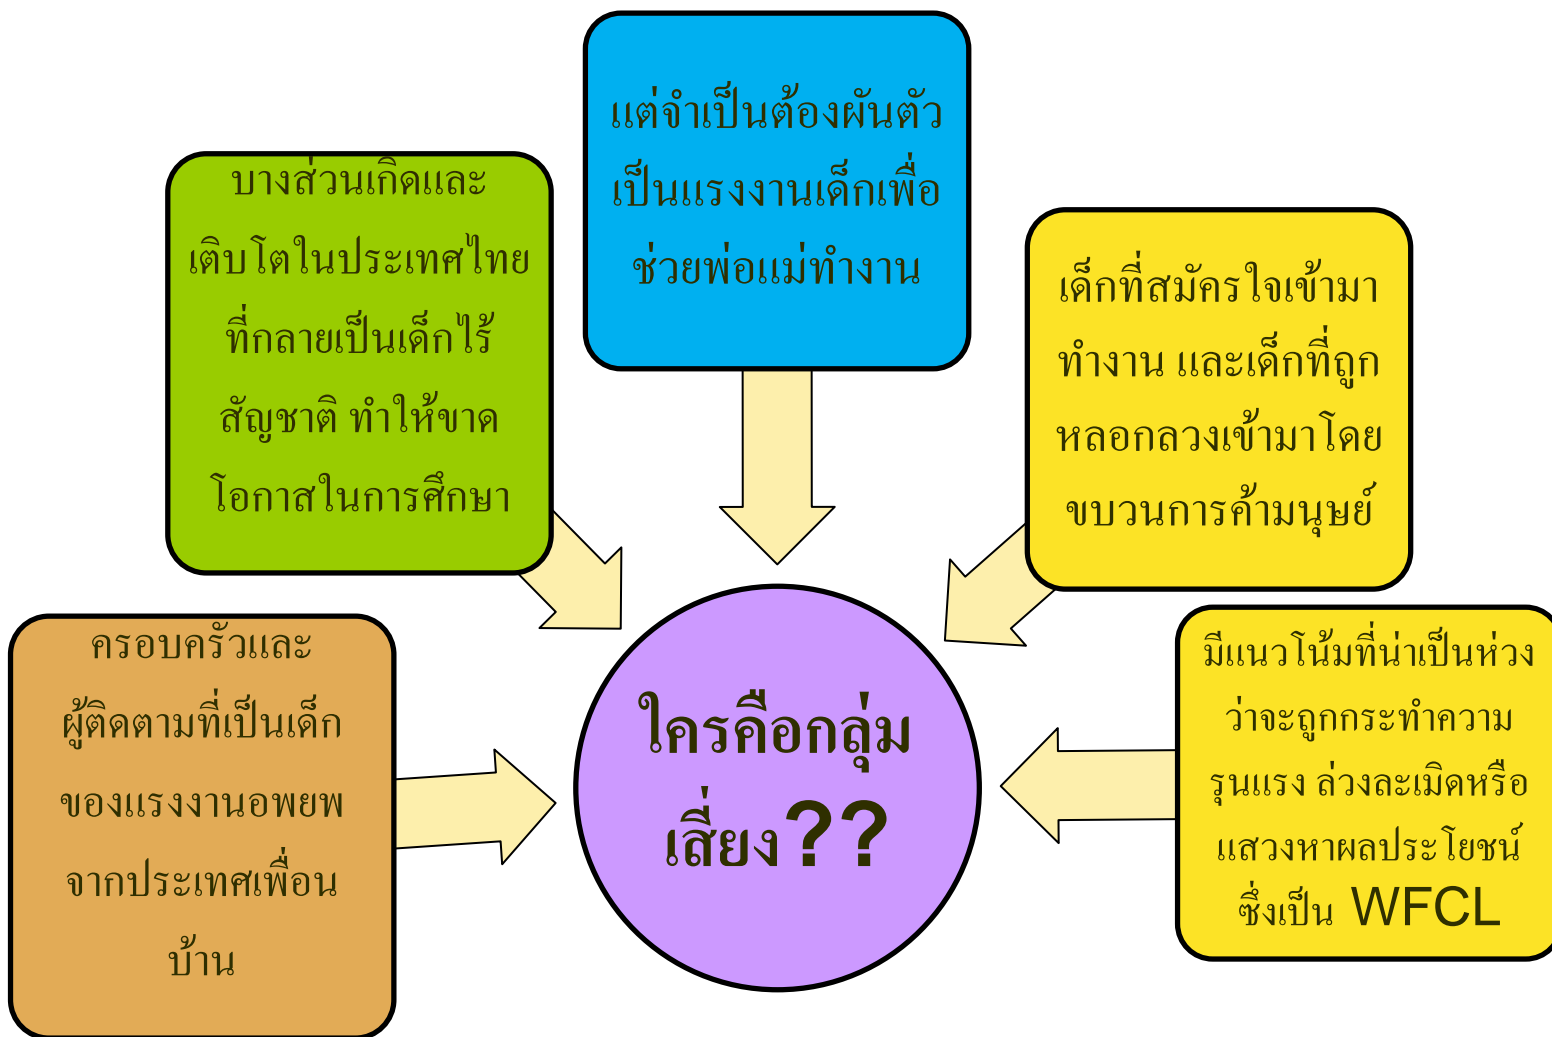 แต่จำเป็นต้องผันตัว
เป็นแรงงานเด็กเพื่อ
ช่วยพ่อแม่ทำงาน
บางส่วนเกิดและ
เติบโตในประเทศไทย
ที่กลายเป็นเด็กไร้
สัญชาติ ทำให้ขาด
โอกาสในการศึกษา
เด็กที่สมัครใจเข้ามา
ทำงาน และเด็กที่ถูก
หลอกลวงเข้ามาโดย
ขบวนการค้ามนุษย์
ครอบครัวและ
ผู้ติดตามที่เป็นเด็ก
ของแรงงานอพยพ
จากประเทศเพื่อน
บ้าน
ใครคือกลุ่ม
เสี่ยง??
มีแนวโน้มที่น่าเป็นห่วง
ว่าจะถูกกระทำความ
รุนแรง ล่วงละเมิดหรือ
แสวงหาผลประโยชน์
ซึ่งเป็น WFCL